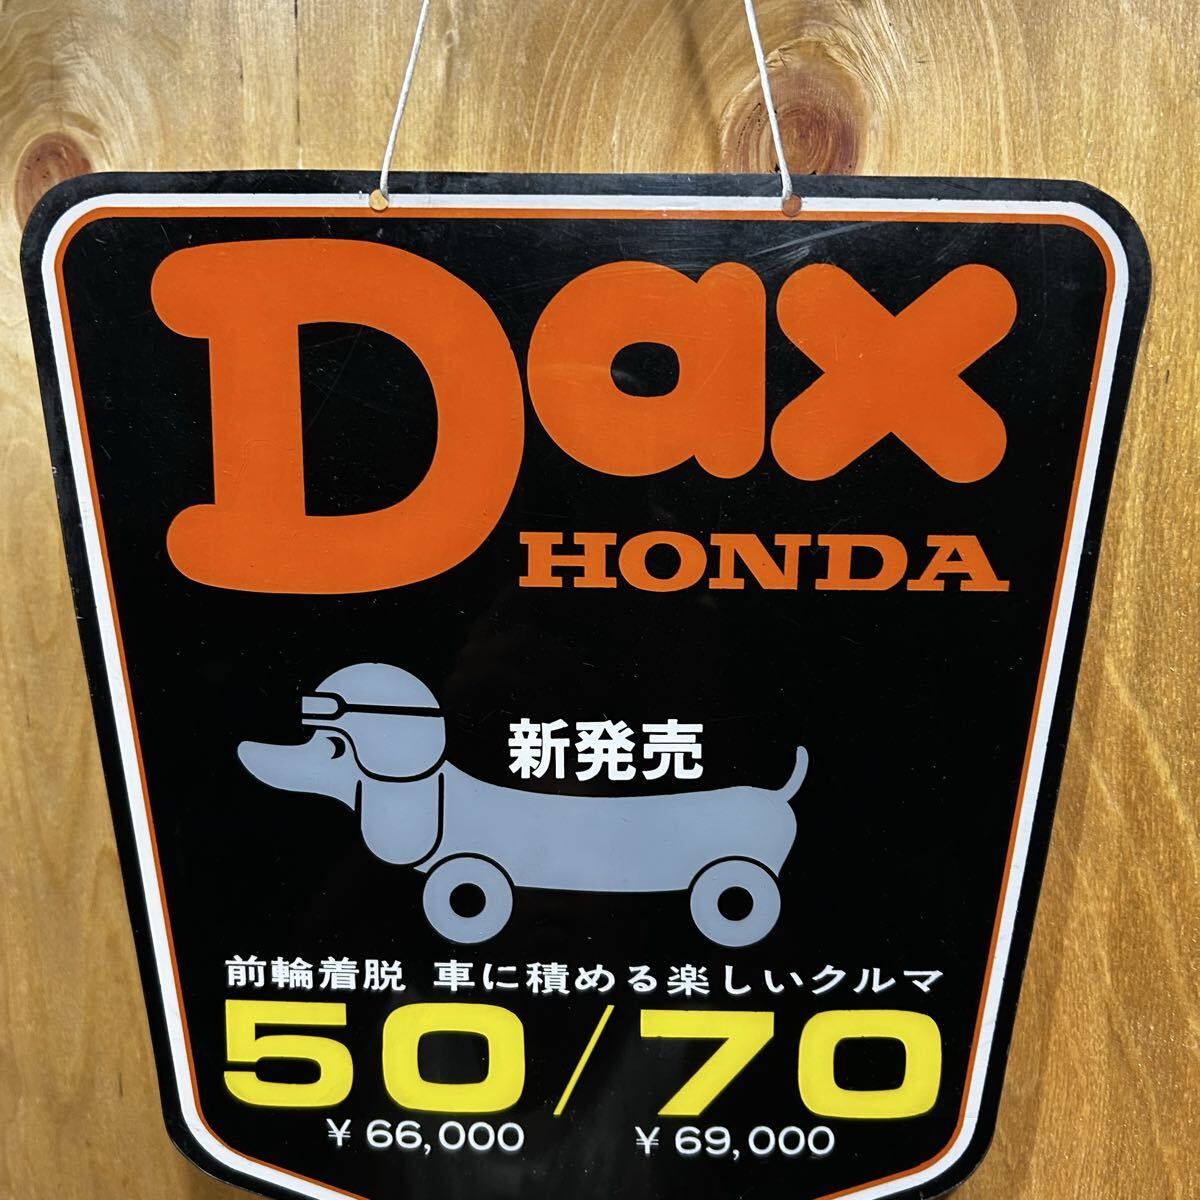 Dax
HONDA
新発売
前輪着脱 車に積める楽しいクルマ
50/70
¥66,000 ¥69,000